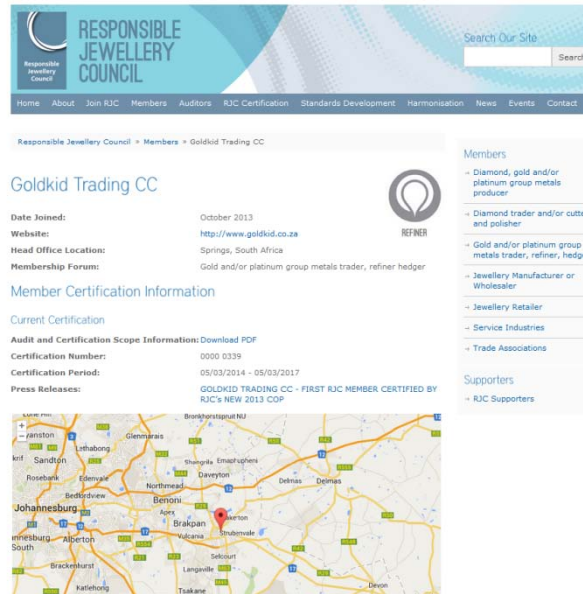 RESPONSIBLE
JEWELLERY
COUNCIL
Responsible
Jewellery
Council
Search Our Site
Search
Home About Join RJC Members Auditors RJC Certification Standards Development Harmonisation News Events Contact
Responsible Jewellery Council » Members » Goldkid Trading CC
Goldkid Trading CC
REFINER
Date Joined: October 2013
Website: http://www.goldkid.co.za
Head Office Location: Springs, South Africa
Membership Forum: Gold and/or platinum group metals trader, refiner hedger
Member Certification Information
Current Certification
Audit and Certification Scope Information: Download PDF
Certification Number: 0000 0339
Certification Period: 05/03/2014 - 05/03/2017
Press Releases: GOLDKID TRADING CC - FIRST RJC MEMBER CERTIFIED BY
RJC's NEW 2013 COP
Members
→ Diamond, gold and/or
platinum group metals
producer
→ Diamond trader and/or cutte
and polisher
→ Gold and/or platinum group
metals trader, refiner, hedge
→ Jewellery Manufacturer or
Wholesaler
→ Jewellery Retailer
→ Service Industries
→ Trade Associations
Supporters
→ RJC Supporters
Bronkhorstspruit NU
Glenmarais
Sandton
Rosebank
Edenvale
Northmead
Daveyton
Delmas
Delmas
Bedfordview
Benoni
Johannesburg
Apex
Brakpan
Vulcania
Strubenvale
Alberton
South
Selcourt
Brackenhurst
Langaville
Katlehong
Tsakane
Devon